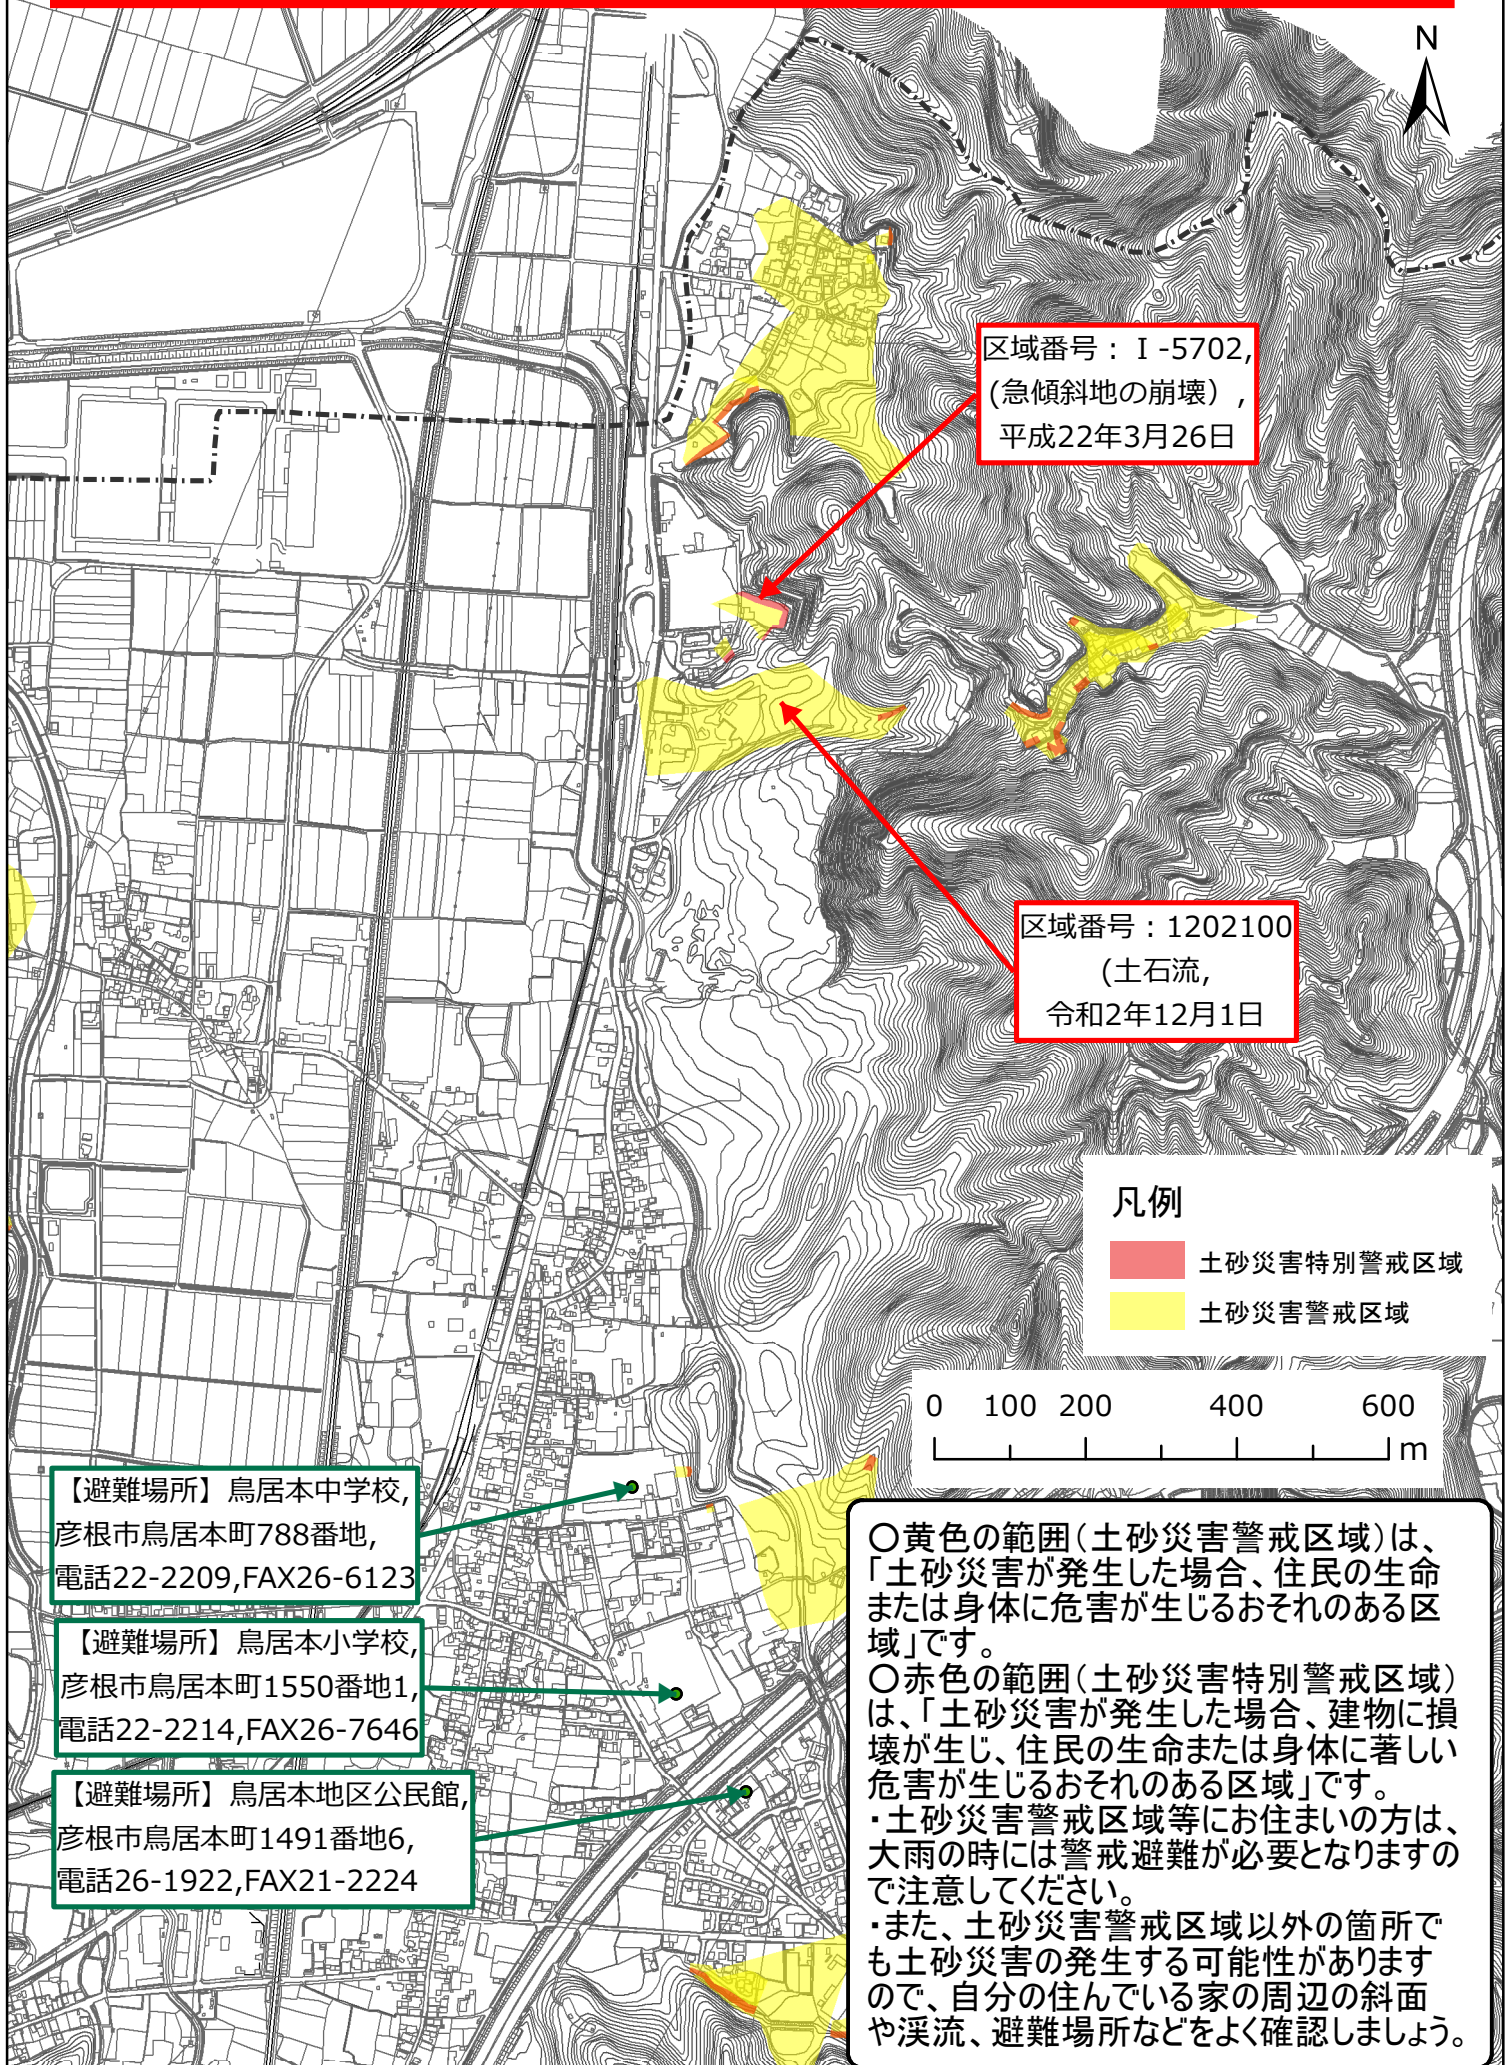 N
区域番号：Ⅰ-5702,
(急傾斜地の崩壊）,
平成22年3月26日
区域番号：1202100
(土石流,
令和2年12月1日
凡例
土砂災害特別警戒区域
土砂災害警戒区域
0 100 200 400 600
m
【避難場所】鳥居本中学校,
彦根市鳥居本町788番地,
電話22-2209,FAX26-6123
【避難場所】鳥居本小学校,
彦根市鳥居本町1550番地1,
電話22-2214,FAX26-7646
【避難場所】鳥居本地区公民館,
彦根市鳥居本町1491番地6,
電話26-1922,FAX21-2224
〇黄色の範囲（土砂災害警戒区域）は、
「土砂災害が発生した場合、住民の生命
または身体に危害が生じるおそれのある区
域」です。
〇赤色の範囲（土砂災害特別警戒区域）
は、「土砂災害が発生した場合、建物に損
壊が生じ、住民の生命または身体に著しい
危害が生じるおそれのある区域」です。
・土砂災害警戒区域等にお住まいの方は、
大雨の時には警戒避難が必要となりますの
で注意してください。
・また、土砂災害警戒区域以外の箇所で
も土砂災害の発生する可能性があります
ので、自分の住んでいる家の周辺の斜面
や渓流、避難場所などをよく確認しましょう。